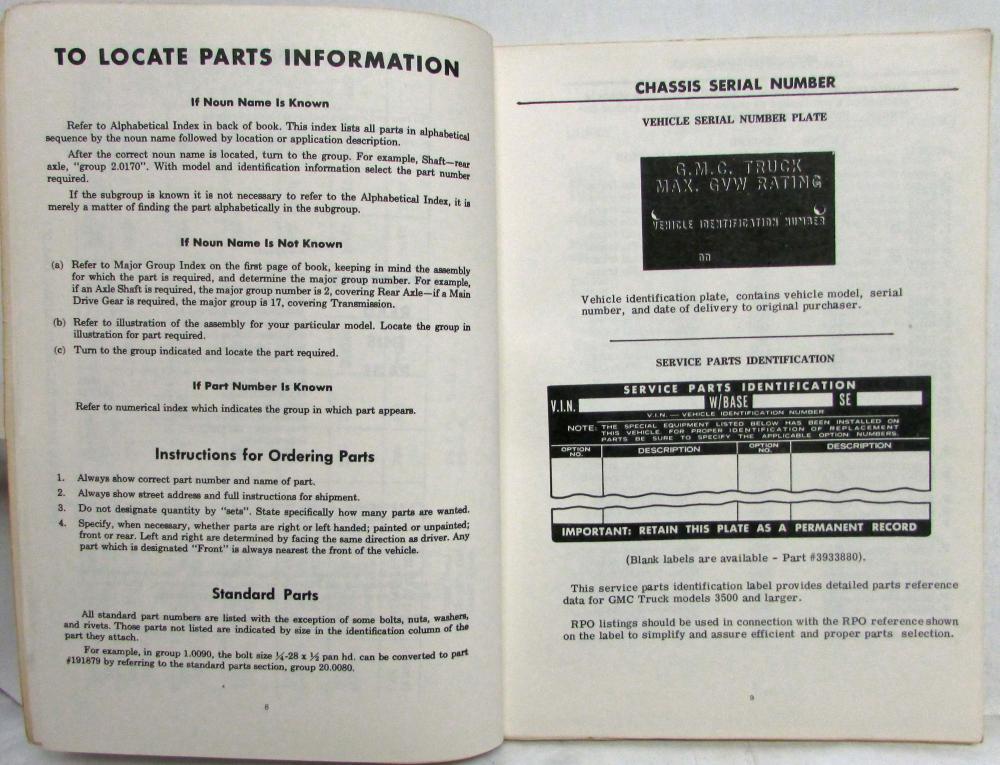 TO LOCATE PARTS INFORMATION
If Noun Name Is Known
Refer to Alphabetical Index in back of book. This index lists all parts in alphabetical
sequence by the noun name followed by location or application description.
After the correct noun name is located, turn to the group. For example, Shaft—rear
axle, "group 2.0170". With model and identification information select the part number
required.
If the subgroup is known it is not necessary to refer to the Alphabetical Index, it is
merely a matter of finding the part alphabetically in the subgroup.
If Noun Name Is Not Known
(a) Refer to Major Group Index on the first page of book, keeping in mind the assembly
for which the part is required, and determine the major group number. For example,
if an Axle Shaft is required, the major group number is 2, covering Rear Axle—if a Main
Drive Gear is required, the major group is 17, covering Transmission.
(b) Refer to illustration of the assembly for your particular model. Locate the group in
illustration for part required.
(c) Turn to the group indicated and locate the part required.
If Part Number Is Known
Refer to numerical index which indicates the group in which part appears.
Instructions for Ordering Parts
1. Always show correct part number and name of part.
2. Always show street address and full instructions for shipment.
3. Do not designate quantity by "sets". State specifically how many parts are wanted.
4. Specify, when necessary, whether parts are right or left handed; painted or unpainted;
front or rear. Left and right are determined by facing the same direction as driver. Any
part which is designated "Front" is always nearest the front of the vehicle.
Standard Parts
All standard part numbers are listed with the exception of some bolts, nuts, washers,
and rivets. Those parts not listed are indicated by size in the identification column of the
part they attach.
For example, in group 1.0090, the bolt size ¼-28 x ½ pan hd. can be converted to part
#191879 by referring to the standard parts section, group 20.0080.
8
CHASSIS SERIAL NUMBER
VEHICLE SERIAL NUMBER PLATE
G.M.C. TRUCK
MAX. GVW RATING
VEHICLE IDENTIFICATION NUMBER
Vehicle identification plate, contains vehicle model, serial
number, and date of delivery to original purchaser.
SERVICE PARTS IDENTIFICATION
SERVICE PARTS IDENTIFICATION
V.I.N. W/BASE SE
V.I.N. — VEHICLE IDENTIFICATION NUMBER
NOTE: THE SPECIAL EQUIPMENT LISTED BELOW HAS BEEN INSTALLED ON
THIS VEHICLE. FOR PROPER IDENTIFICATION OF REPLACEMENT
PARTS BE SURE TO SPECIFY THE APPLICABLE OPTION NUMBERS.
OPTION NO. DESCRIPTION OPTION NO. DESCRIPTION
IMPORTANT: RETAIN THIS PLATE AS A PERMANENT RECORD
(Blank labels are available - Part #3933880).
This service parts identification label provides detailed parts reference
data for GMC Truck models 3500 and larger.
RPO listings should be used in connection with the RPO reference shown
on the label to simplify and assure efficient and proper parts selection.
9